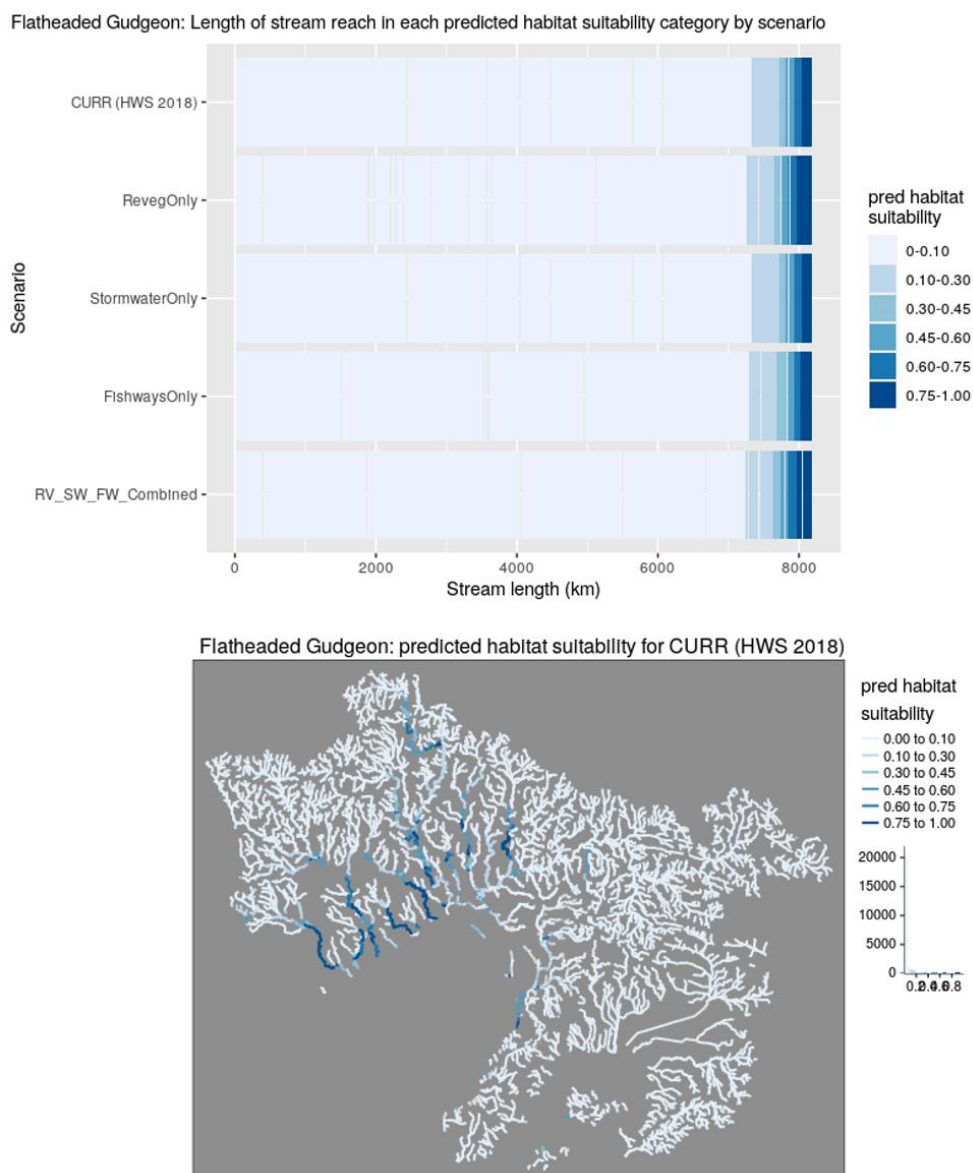 Flatheaded Gudgeon: Length of stream reach in each predicted habitat suitability category by scenario
Scenario
CURR (HWS 2018)
RevegOnly
StormwaterOnly
FishwaysOnly
RV_SW_FW_Combined
0 2000 4000 6000 8000
Stream length (km)
pred habitat
suitability
0-0.10
0.10-0.30
0.30-0.45
0.45-0.60
0.60-0.75
0.75-1.00
Flatheaded Gudgeon: predicted habitat suitability for CURR (HWS 2018)
pred habitat
suitability
0.00 to 0.10
0.10 to 0.30
0.30 to 0.45
0.45 to 0.60
0.60 to 0.75
0.75 to 1.00
20000
15000
10000
5000
0